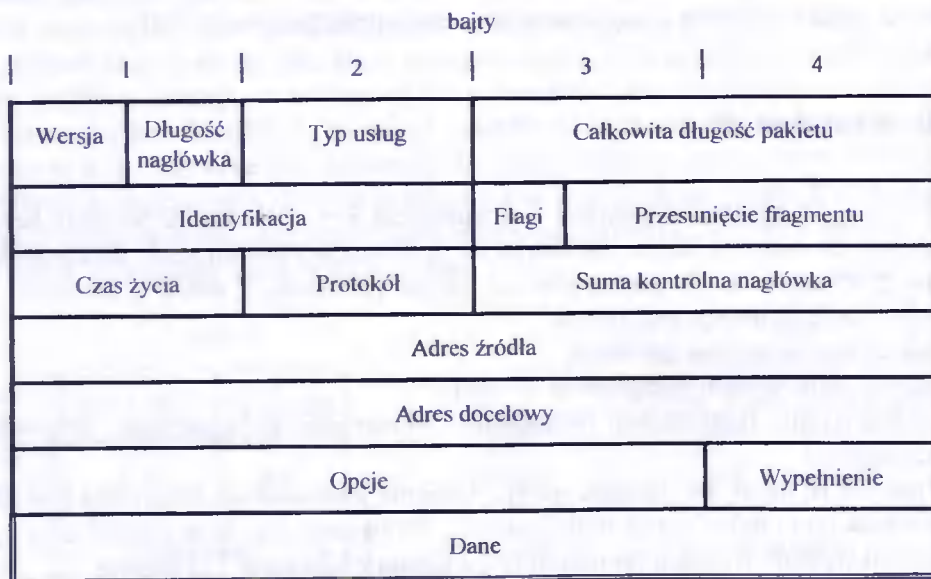 bajty
2 3 4
Wersja Długość nagłówka Typ usług Całkowita długość pakietu
Identyfikacja Flagi Przesunięcie fragmentu
Czas życia Protokół Suma kontrolna nagłówka
Adres źródła
Adres docelowy
Opcje Wypełnienie
Dane